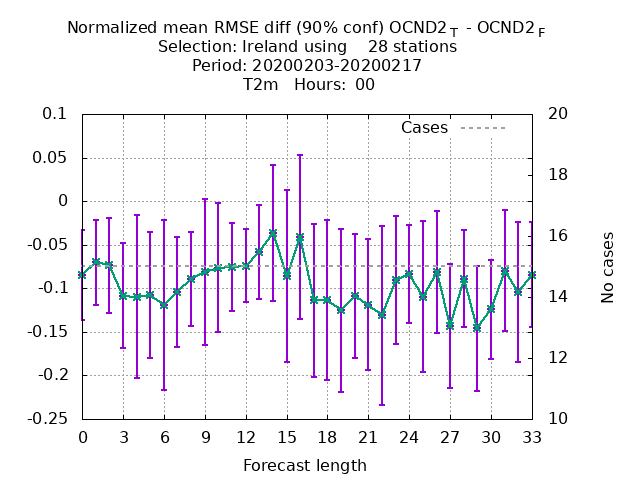 Normalized mean RMSE diff (90% conf) OCND2 T - OCND2 F
Selection: Ireland using 28 stations
Period: 20200203-20200217
T2m Hours: 00
0.1
0.05
0
-0.05
-0.1
-0.15
-0.2
-0.25
20
18
16
14
12
10
Cases
No cases
0 3 6 9 12 15 18 21 24 27 30 33
Forecast length